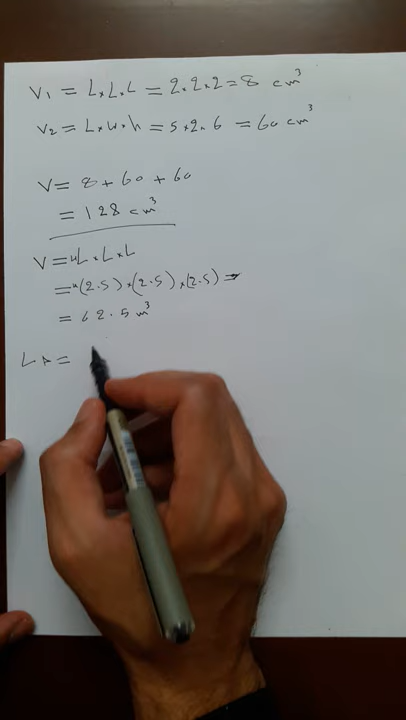 V1 = L×L×L = 2×2×2 = 8 cm³
V2 = L×w×h = 5×2×6 = 60 cm³
V = 8 + 60 + 60
= 128 cm³
V = 4L×L×L
= 4(2.5)×(2.5)×(2.5) =
= 62.5 m³
LA =